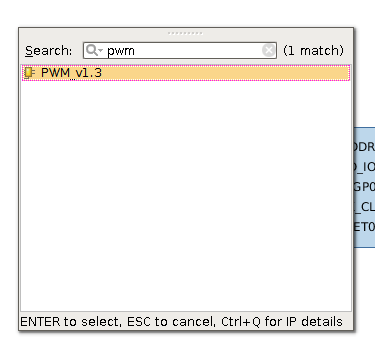 Search: pwm (1 match)
PWM_v1.3
DDR
_IO
GP0
_CL
ET0
ENTER to select, ESC to cancel, Ctrl+Q for IP details